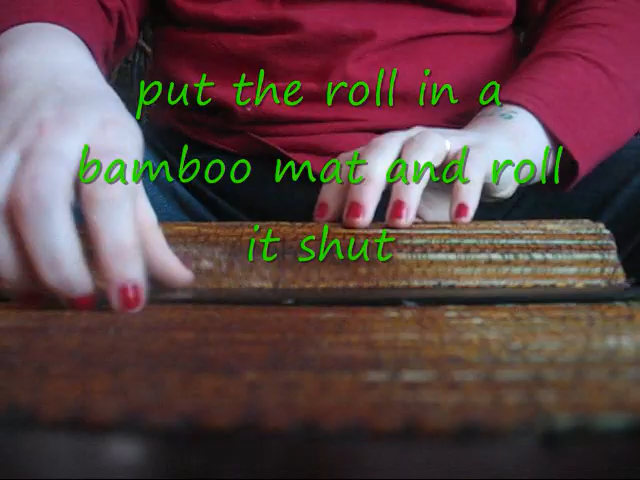 put the roll in a
bamboo mat and roll
it shut